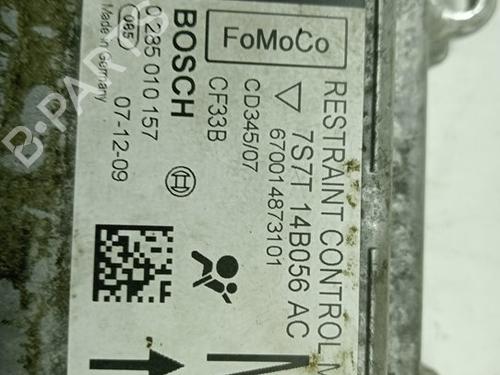 RESTRAINT CONTROL M
7S7T 14B056 AC
670014873101
FoMoCo
CD345/07
CF33B
BOSCH
0 285 010 157
07-12-09
085
Made in Germany